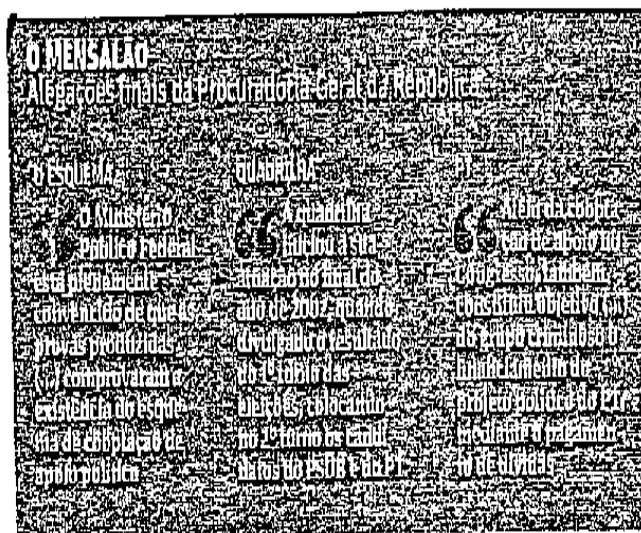 O MENSALÃO
Alegações finais da Procuradoria-Geral da República
O ESQUEMA
O Ministério
Público Federal
está plenamente
convencido de que as
provas produzidas
(...) comprovaram a
existência do esque-
ma de cooptação de
apoio político
QUADRILHA
“ A quadrilha
iniciou a sua
atuação no final do
ano de 2002, quando
divulgado o resultado
do 1º turno das
eleições, colocando
no 2º turno os candi-
datos do PSDB e do PT
PT
“ Além da coopta-
ção de apoio no
Congresso, também
constituiu objetivo (...)
do grupo criminoso o
financiamento do
projeto político do PT
mediante o pagamen-
to de dívidas